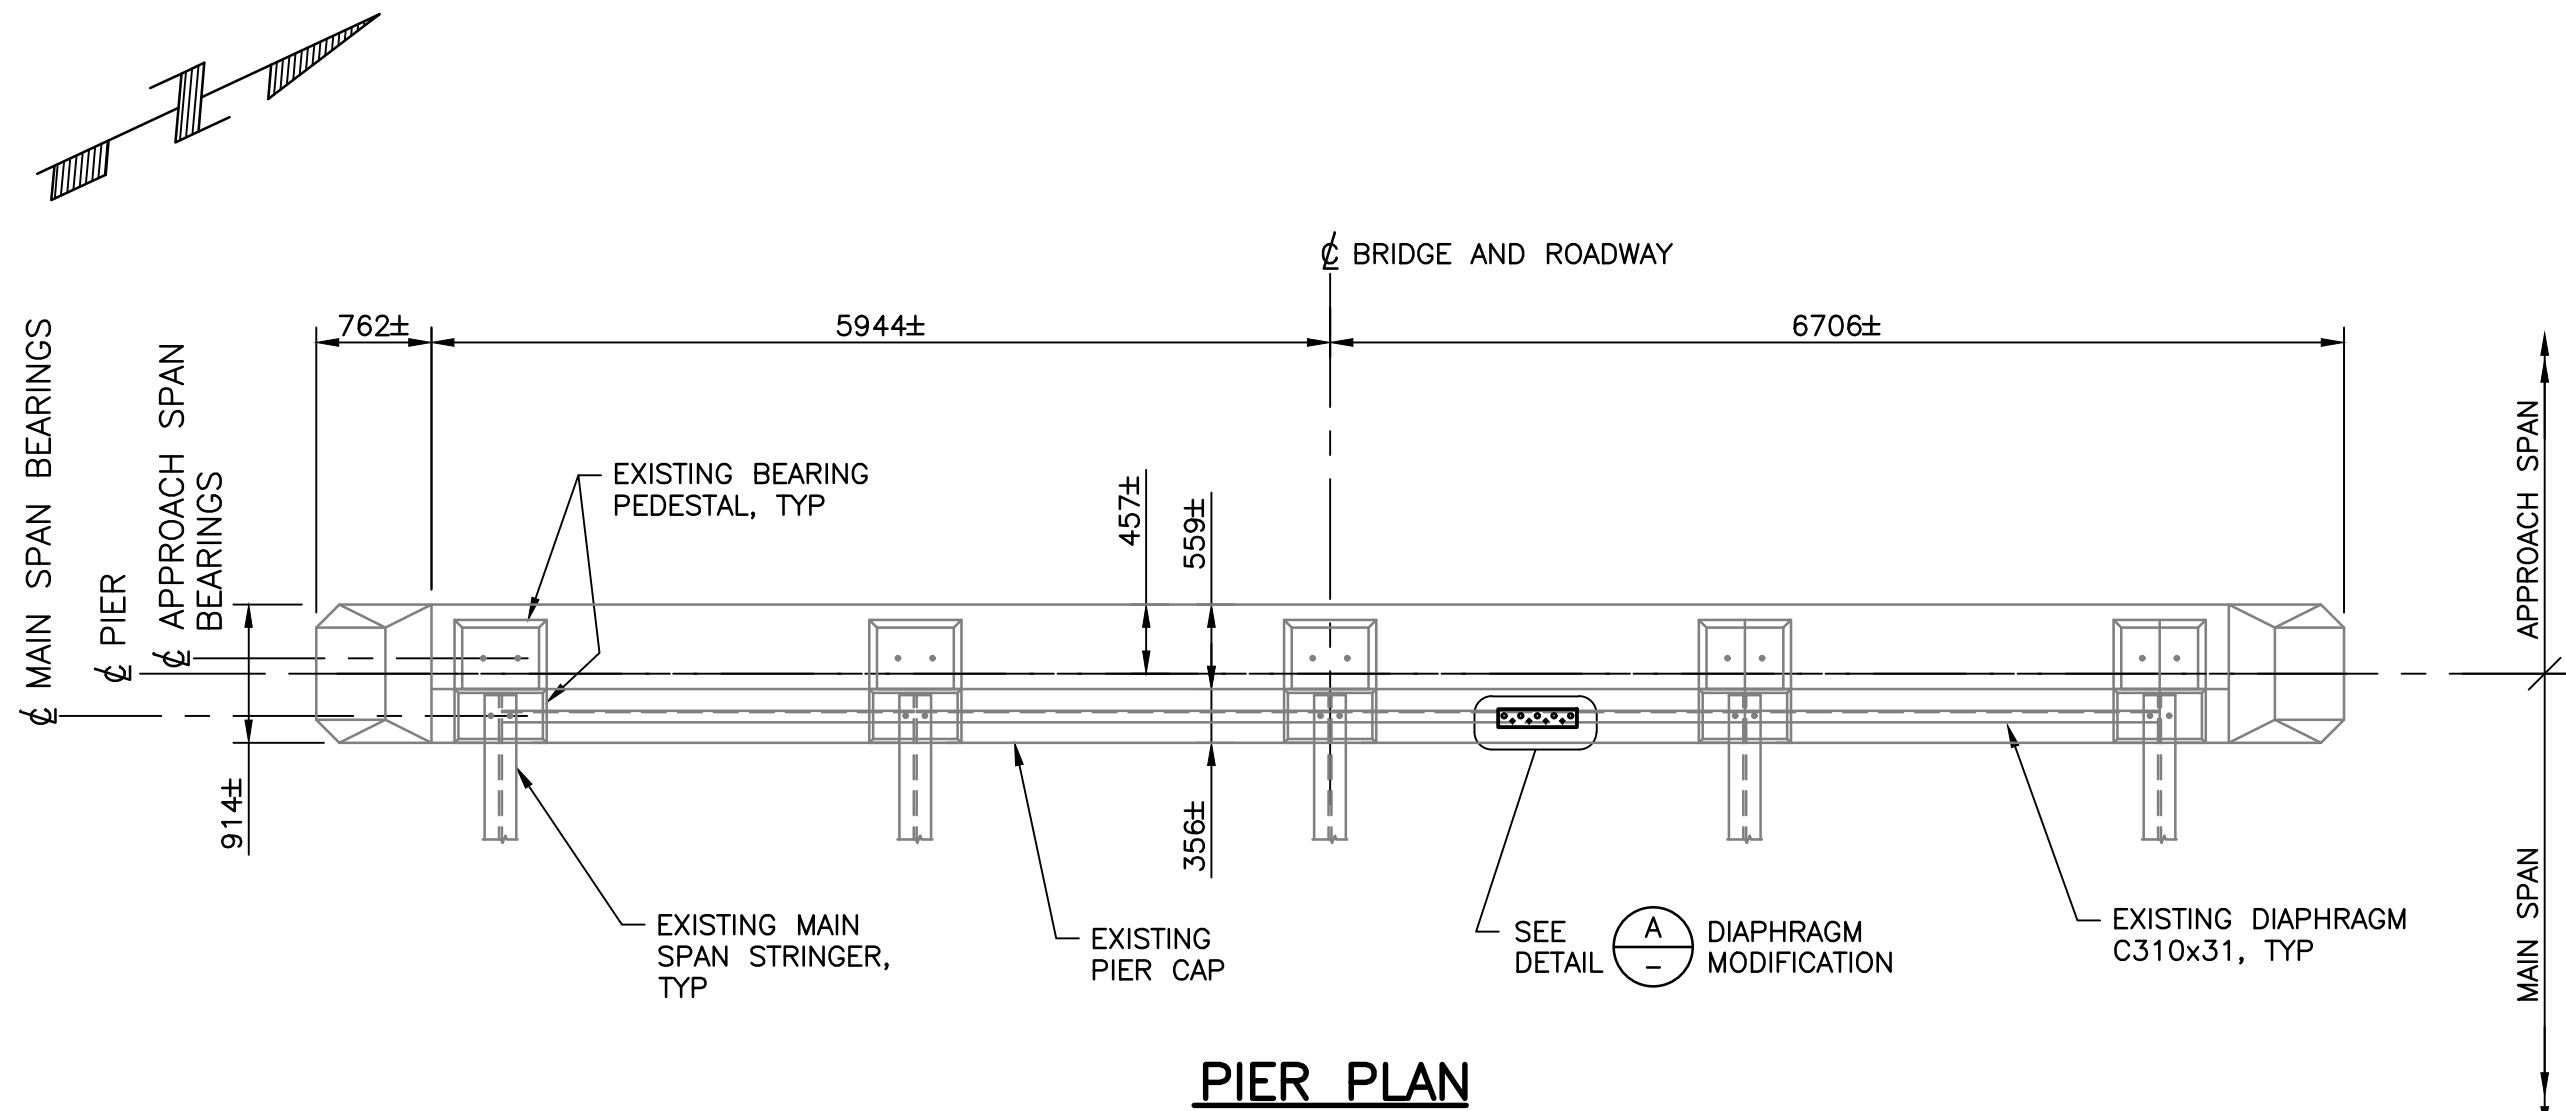 N
℄ BRIDGE AND ROADWAY
762±
5944±
6706±
℄ MAIN SPAN BEARINGS
℄ PIER
℄ APPROACH SPAN
BEARINGS
EXISTING BEARING
PEDESTAL, TYP
457±
559±
APPROACH SPAN
914±
356±
MAIN SPAN
EXISTING MAIN
SPAN STRINGER,
TYP
EXISTING
PIER CAP
SEE
DETAIL
A
–
DIAPHRAGM
MODIFICATION
EXISTING DIAPHRAGM
C310x31, TYP
PIER PLAN